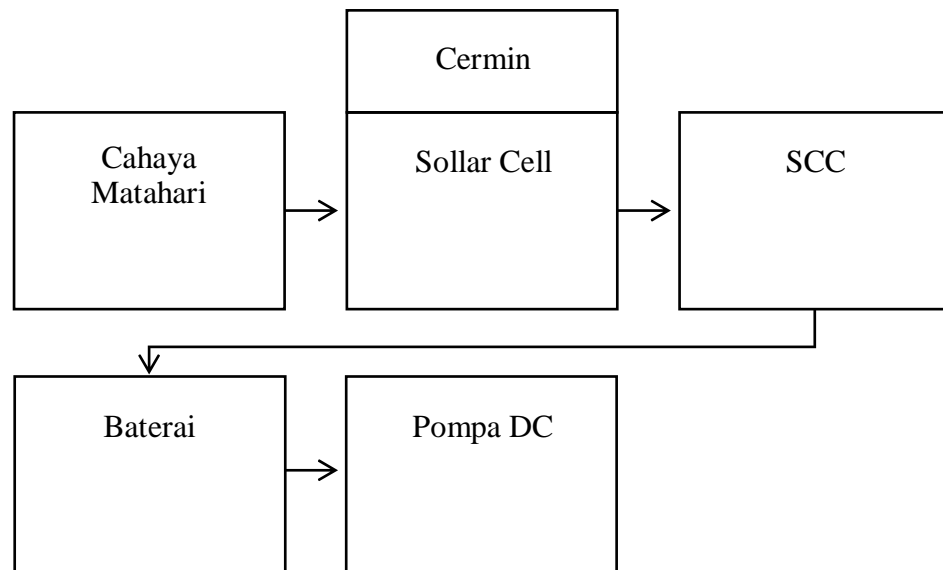 Cermin
Cahaya
Matahari
Sollar Cell
SCC
Baterai
Pompa DC